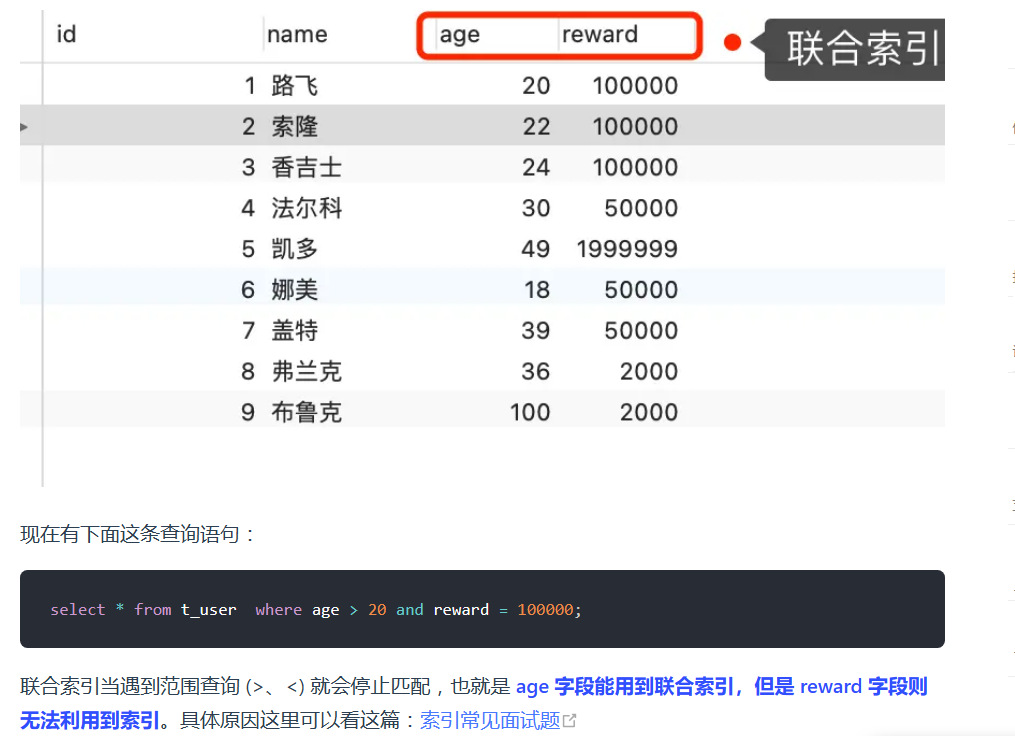 id name age reward 联合索引
1 路飞 20 100000
2 索隆 22 100000
3 香吉士 24 100000
4 法尔科 30 50000
5 凯多 49 1999999
6 娜美 18 50000
7 盖特 39 50000
8 弗兰克 36 2000
9 布鲁克 100 2000
现在有下面这条查询语句：
select * from t_user  where age > 20 and reward = 100000;
联合索引当遇到范围查询 (>、<) 就会停止匹配，也就是 age 字段能用到联合索引，但是 reward 字段则
无法利用到索引。具体原因这里可以看这篇：索引常见面试题